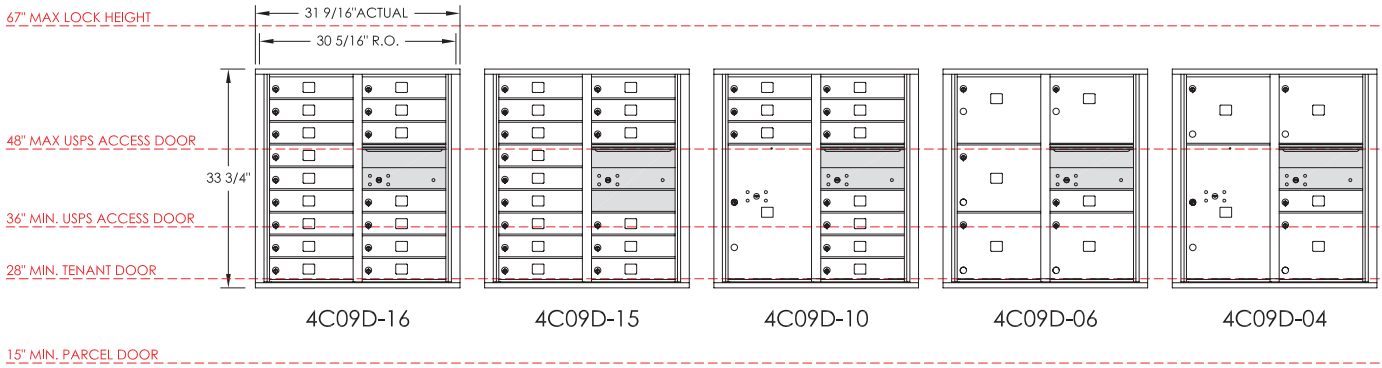 67" MAX LOCK HEIGHT
31 9/16"ACTUAL
30 5/16" R.O.
48" MAX USPS ACCESS DOOR
33 3/4"
36" MIN. USPS ACCESS DOOR
28" MIN. TENANT DOOR
4C09D-16
4C09D-15
4C09D-10
4C09D-06
4C09D-04
15" MIN. PARCEL DOOR